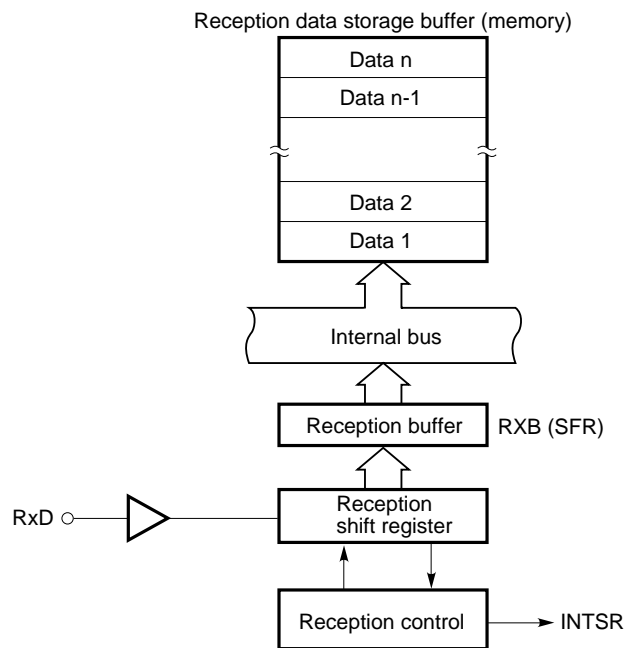 Reception data storage buffer (memory)
Data n
Data n-1
Data 2
Data 1
Internal bus
Reception buffer
RXB (SFR)
RxD
Reception
shift register
Reception control
INTSR